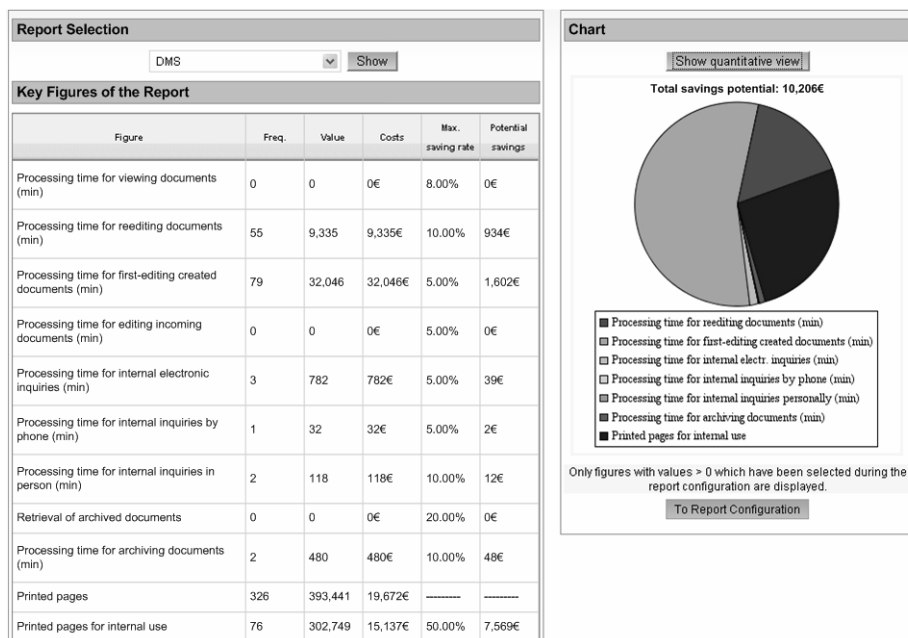 Report Selection
DMS
Show
Key Figures of the Report
Figure Freq. Value Costs Max. saving rate Potential savings
Processing time for viewing documents
(min) 0 0 0€ 8.00% 0€
Processing time for reediting documents
(min) 55 9,335 9,335€ 10.00% 934€
Processing time for first-editing created
documents (min) 79 32,046 32,046€ 5.00% 1,602€
Processing time for editing incoming
documents (min) 0 0 0€ 5.00% 0€
Processing time for internal electronic
inquiries (min) 3 782 782€ 5.00% 39€
Processing time for internal inquiries by
phone (min) 1 32 32€ 5.00% 2€
Processing time for internal inquiries in
person (min) 2 118 118€ 10.00% 12€
Retrieval of archived documents 0 0 0€ 20.00% 0€
Processing time for archiving documents
(min) 2 480 480€ 10.00% 48€
Printed pages 326 393,441 19,672€ --------- ---------
Printed pages for internal use 76 302,749 15,137€ 50.00% 7,569€
Chart
Show quantitative view
Total savings potential: 10,206€
Processing time for reediting documents (min)
Processing time for first-editing created documents (min)
Processing time for internal electr. inquiries (min)
Processing time for internal inquiries by phone (min)
Processing time for internal inquiries personally (min)
Processing time for archiving documents (min)
Printed pages for internal use
Only figures with values > 0 which have been selected during the
report configuration are displayed.
To Report Configuration